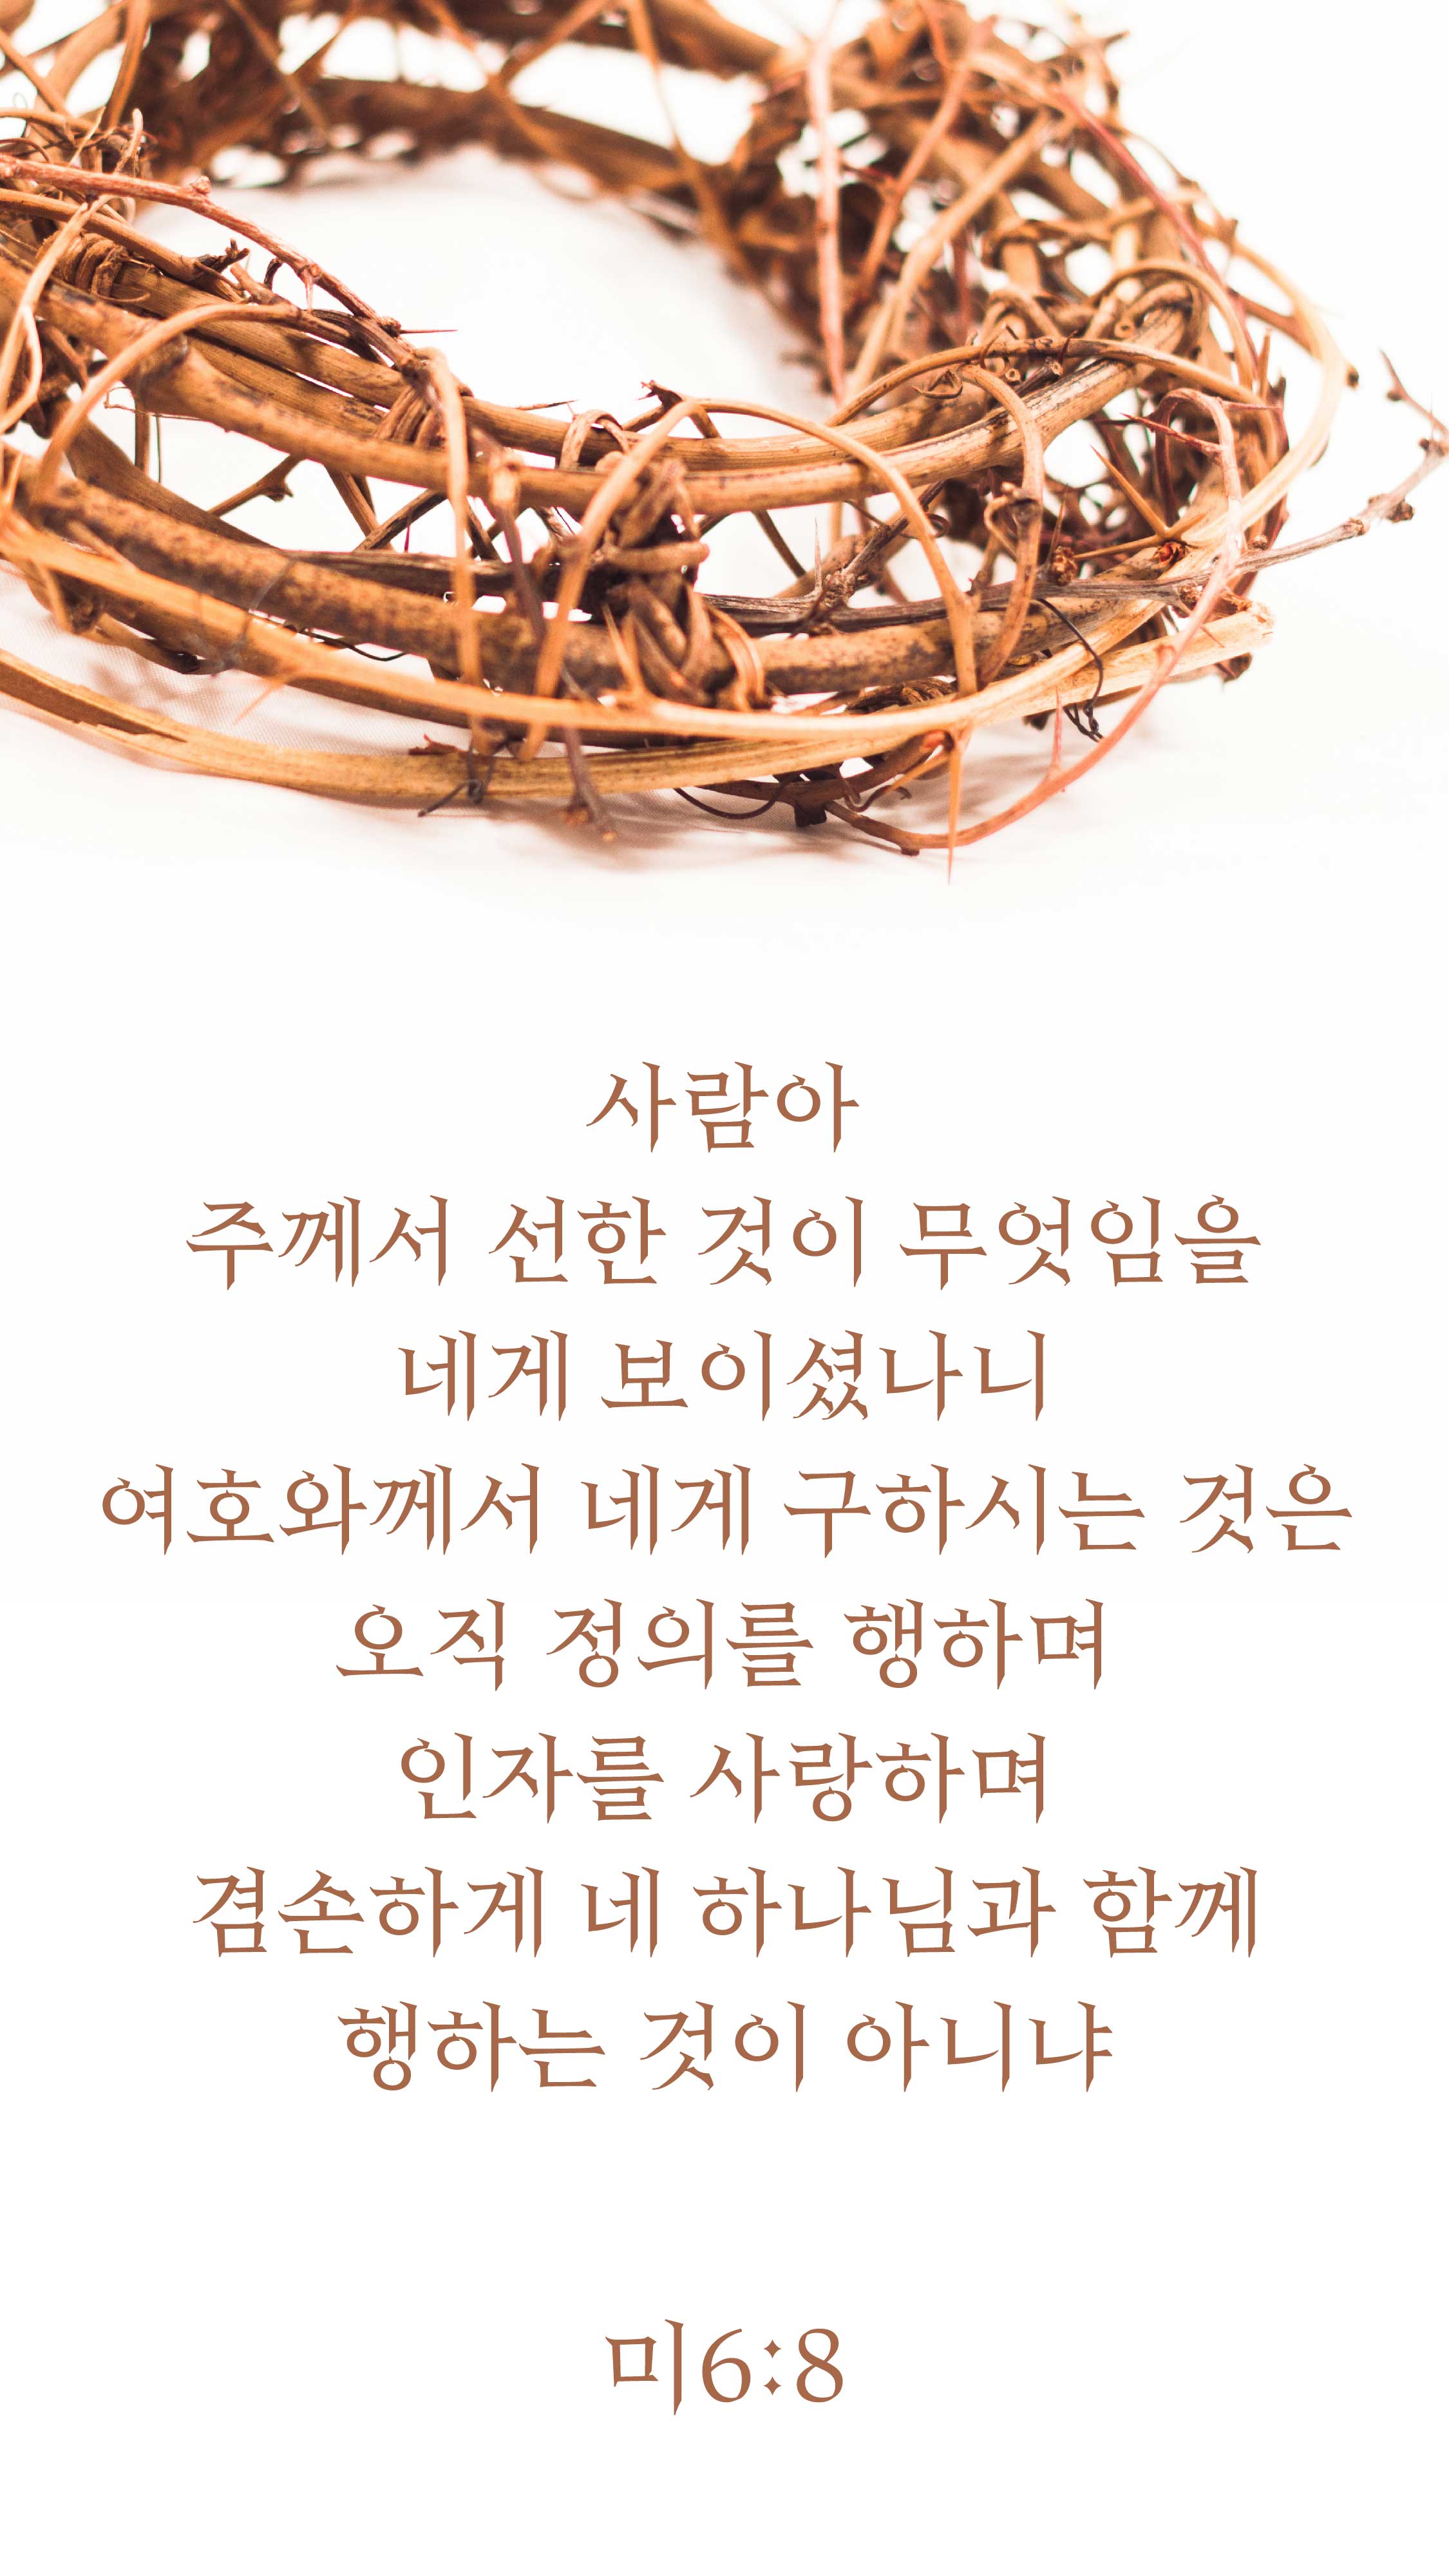 사람아
주께서 선한 것이 무엇임을
네게 보이셨나니
여호와께서 네게 구하시는 것은
오직 정의를 행하며
인자를 사랑하며
겸손하게 네 하나님과 함께
행하는 것이 아니냐
미6:8